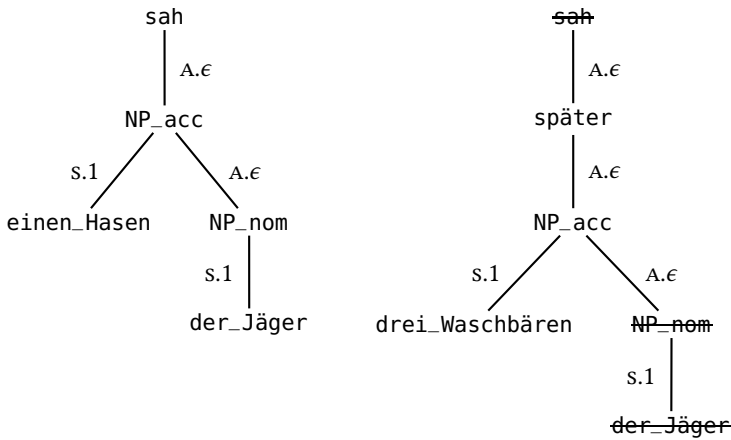 sah
A.ϵ
NP_acc
S.1
A.ϵ
einen_Hasen
NP_nom
S.1
der_Jäger
sah
A.ϵ
später
A.ϵ
NP_acc
S.1
A.ϵ
drei_Waschbären
NP_nom
S.1
der_Jäger